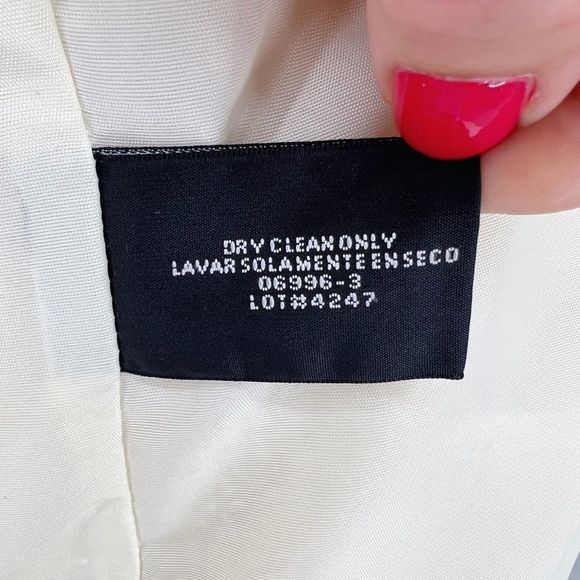 DRY CLEAN ONLY
LAVAR SOLAMENTE EN SECO
06996-3
LOT#4247